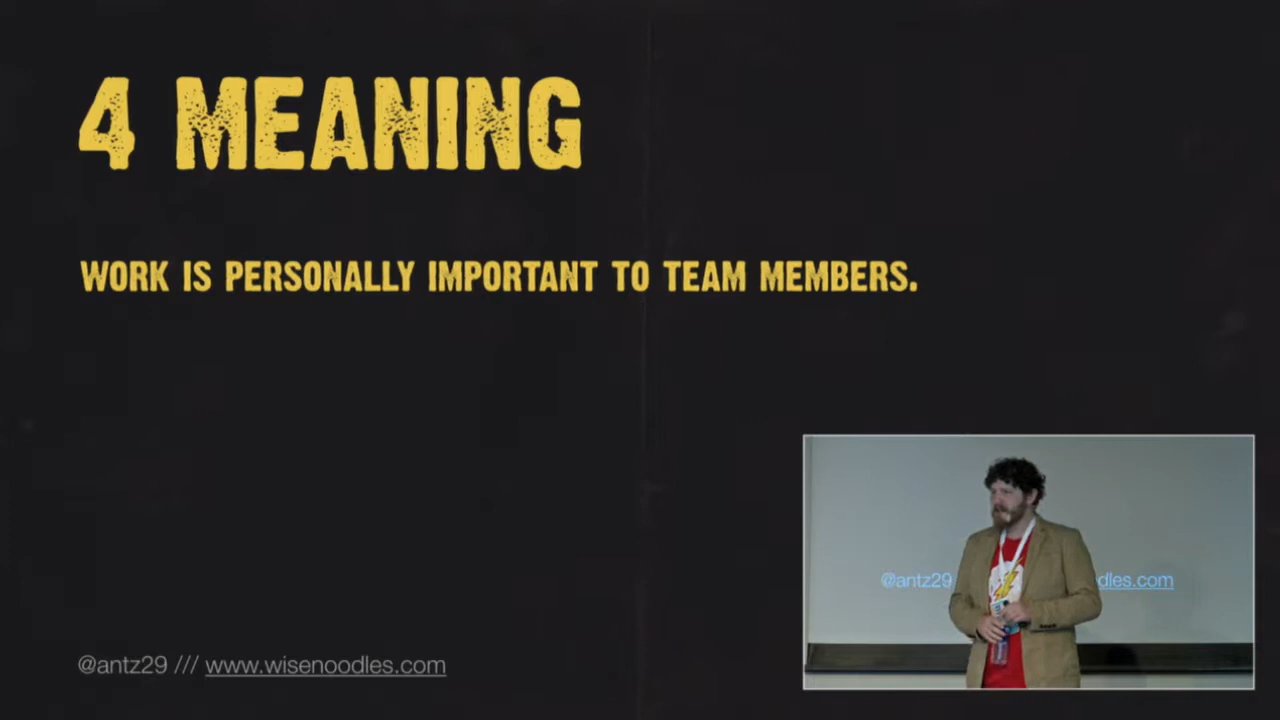 4 MEANING
WORK IS PERSONALLY IMPORTANT TO TEAM MEMBERS.
@antz29 /// www.wisenoodles.com
@antz29 dles.com